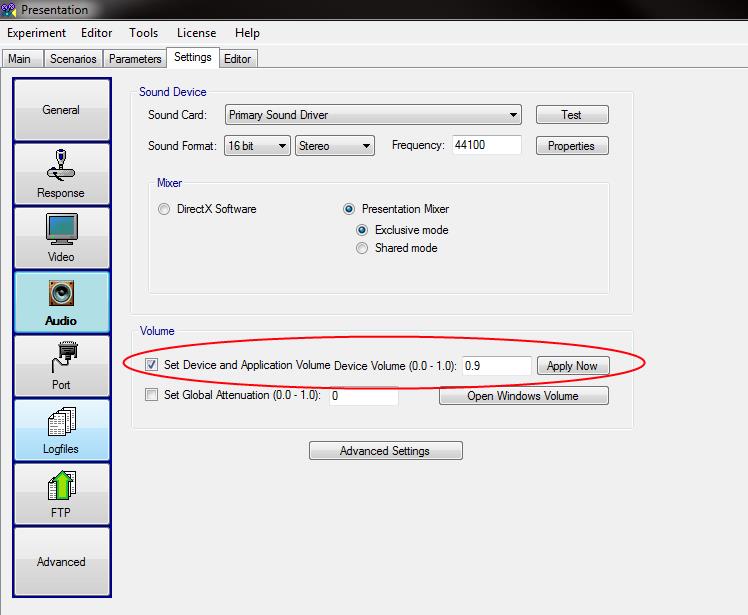 Presentation
Experiment Editor Tools License Help
Main Scenarios Parameters Settings Editor
General
Response
Video
Audio
Port
Logfiles
FTP
Advanced
Sound Device
Sound Card: Primary Sound Driver Test
Sound Format: 16 bit Stereo Frequency: 44100 Properties
Mixer
DirectX Software Presentation Mixer
Exclusive mode
Shared mode
Volume
Set Device and Application Volume Device Volume (0.0 - 1.0): 0.9 Apply Now
Set Global Attenuation (0.0 - 1.0): 0 Open Windows Volume
Advanced Settings